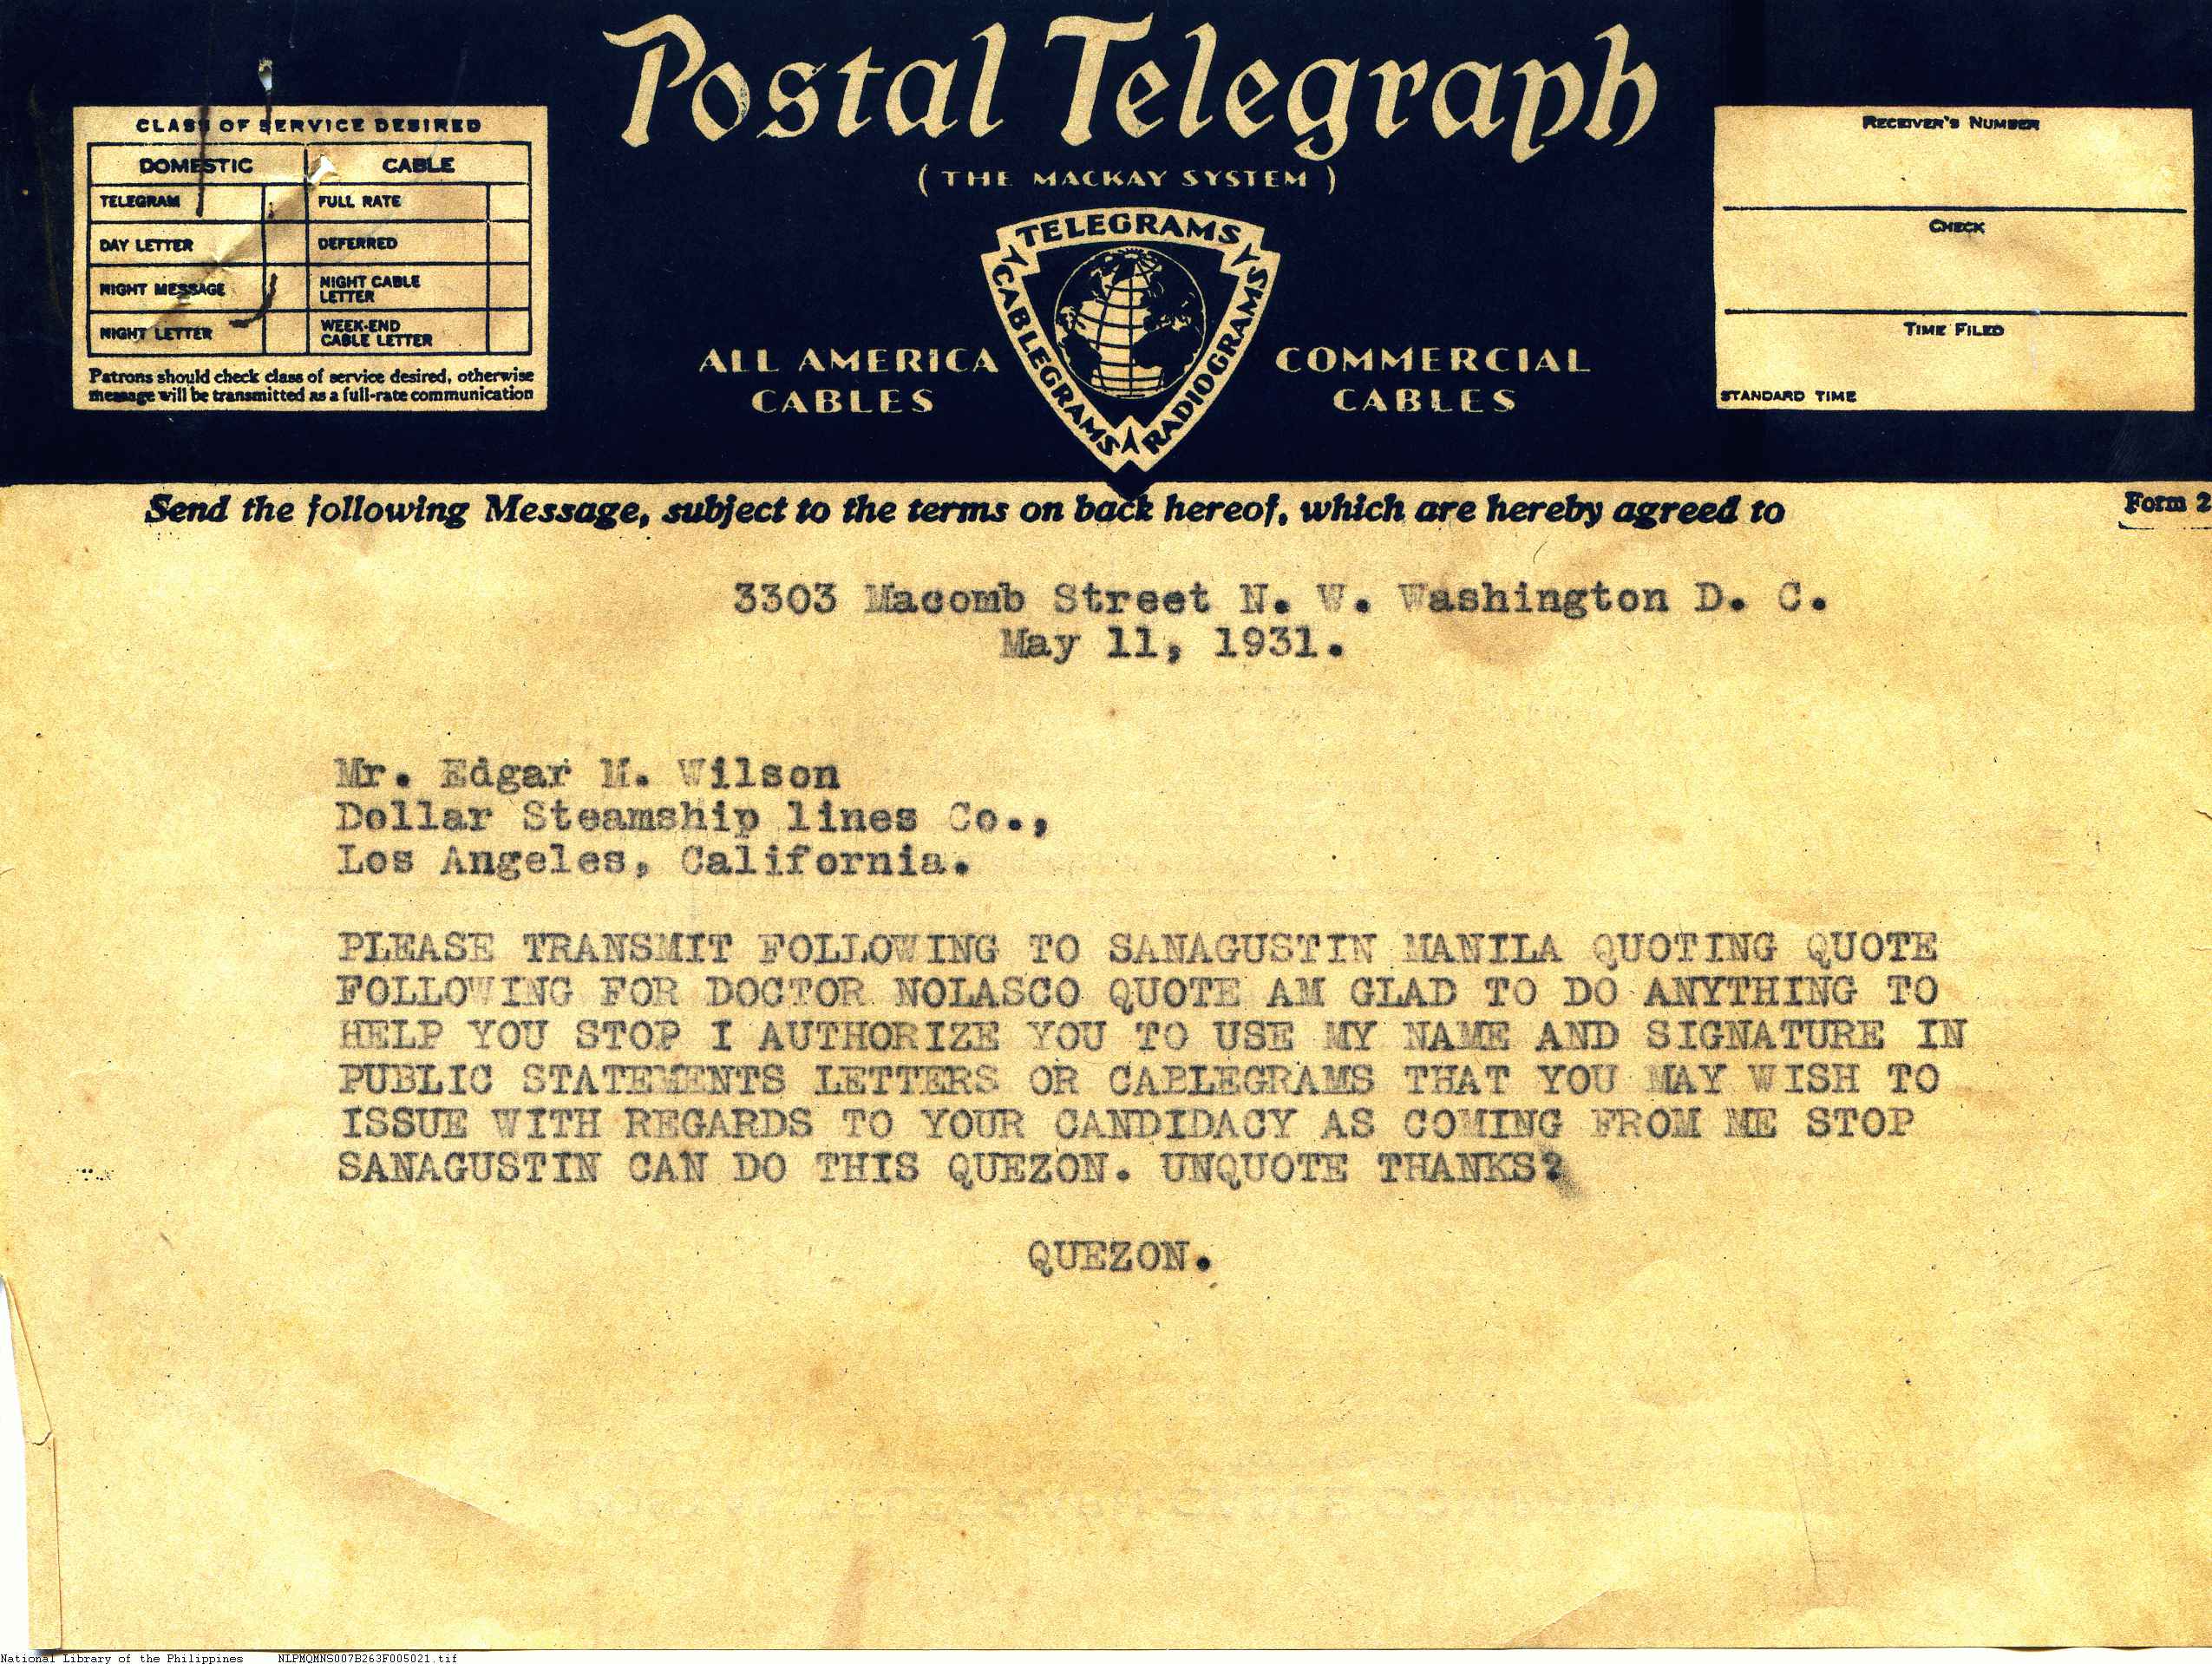 Postal Telegraph
(THE MACKAY SYSTEM)
CLASS OF SERVICE DESIRED
DOMESTIC CABLE
TELEGRAM FULL RATE
DAY LETTER DEFERRED
NIGHT MESSAGE NIGHT CABLE LETTER
NIGHT LETTER WEEK-END CABLE LETTER
Patrons should check class of service desired, otherwise
message will be transmitted as a full-rate communication
TELEGRAMS
CABLEGRAMS
RADIOGRAMS
ALL AMERICA
CABLES
COMMERCIAL
CABLES
RECEIVER'S NUMBER
CHECK
TIME FILED
STANDARD TIME
Send the following Message, subject to the terms on back hereof, which are hereby agreed to
Form 2
3303 Macomb Street N. W. Washington D. C.
May 11, 1931.
Mr. Edgar M. Wilson
Dollar Steamship lines Co.,
Los Angeles, California.
PLEASE TRANSMIT FOLLOWING TO SANAGUSTIN MANILA QUOTING QUOTE
FOLLOWING FOR DOCTOR NOLASCO QUOTE AM GLAD TO DO ANYTHING TO
HELP YOU STOP I AUTHORIZE YOU TO USE MY NAME AND SIGNATURE IN
PUBLIC STATEMENTS LETTERS OR CABLEGRAMS THAT YOU MAY WISH TO
ISSUE WITH REGARDS TO YOUR CANDIDACY AS COMING FROM ME STOP
SANAGUSTIN CAN DO THIS QUEZON. UNQUOTE THANKS?
QUEZON.
National Library of the Philippines NLPMQMNS007B263F005021.tif